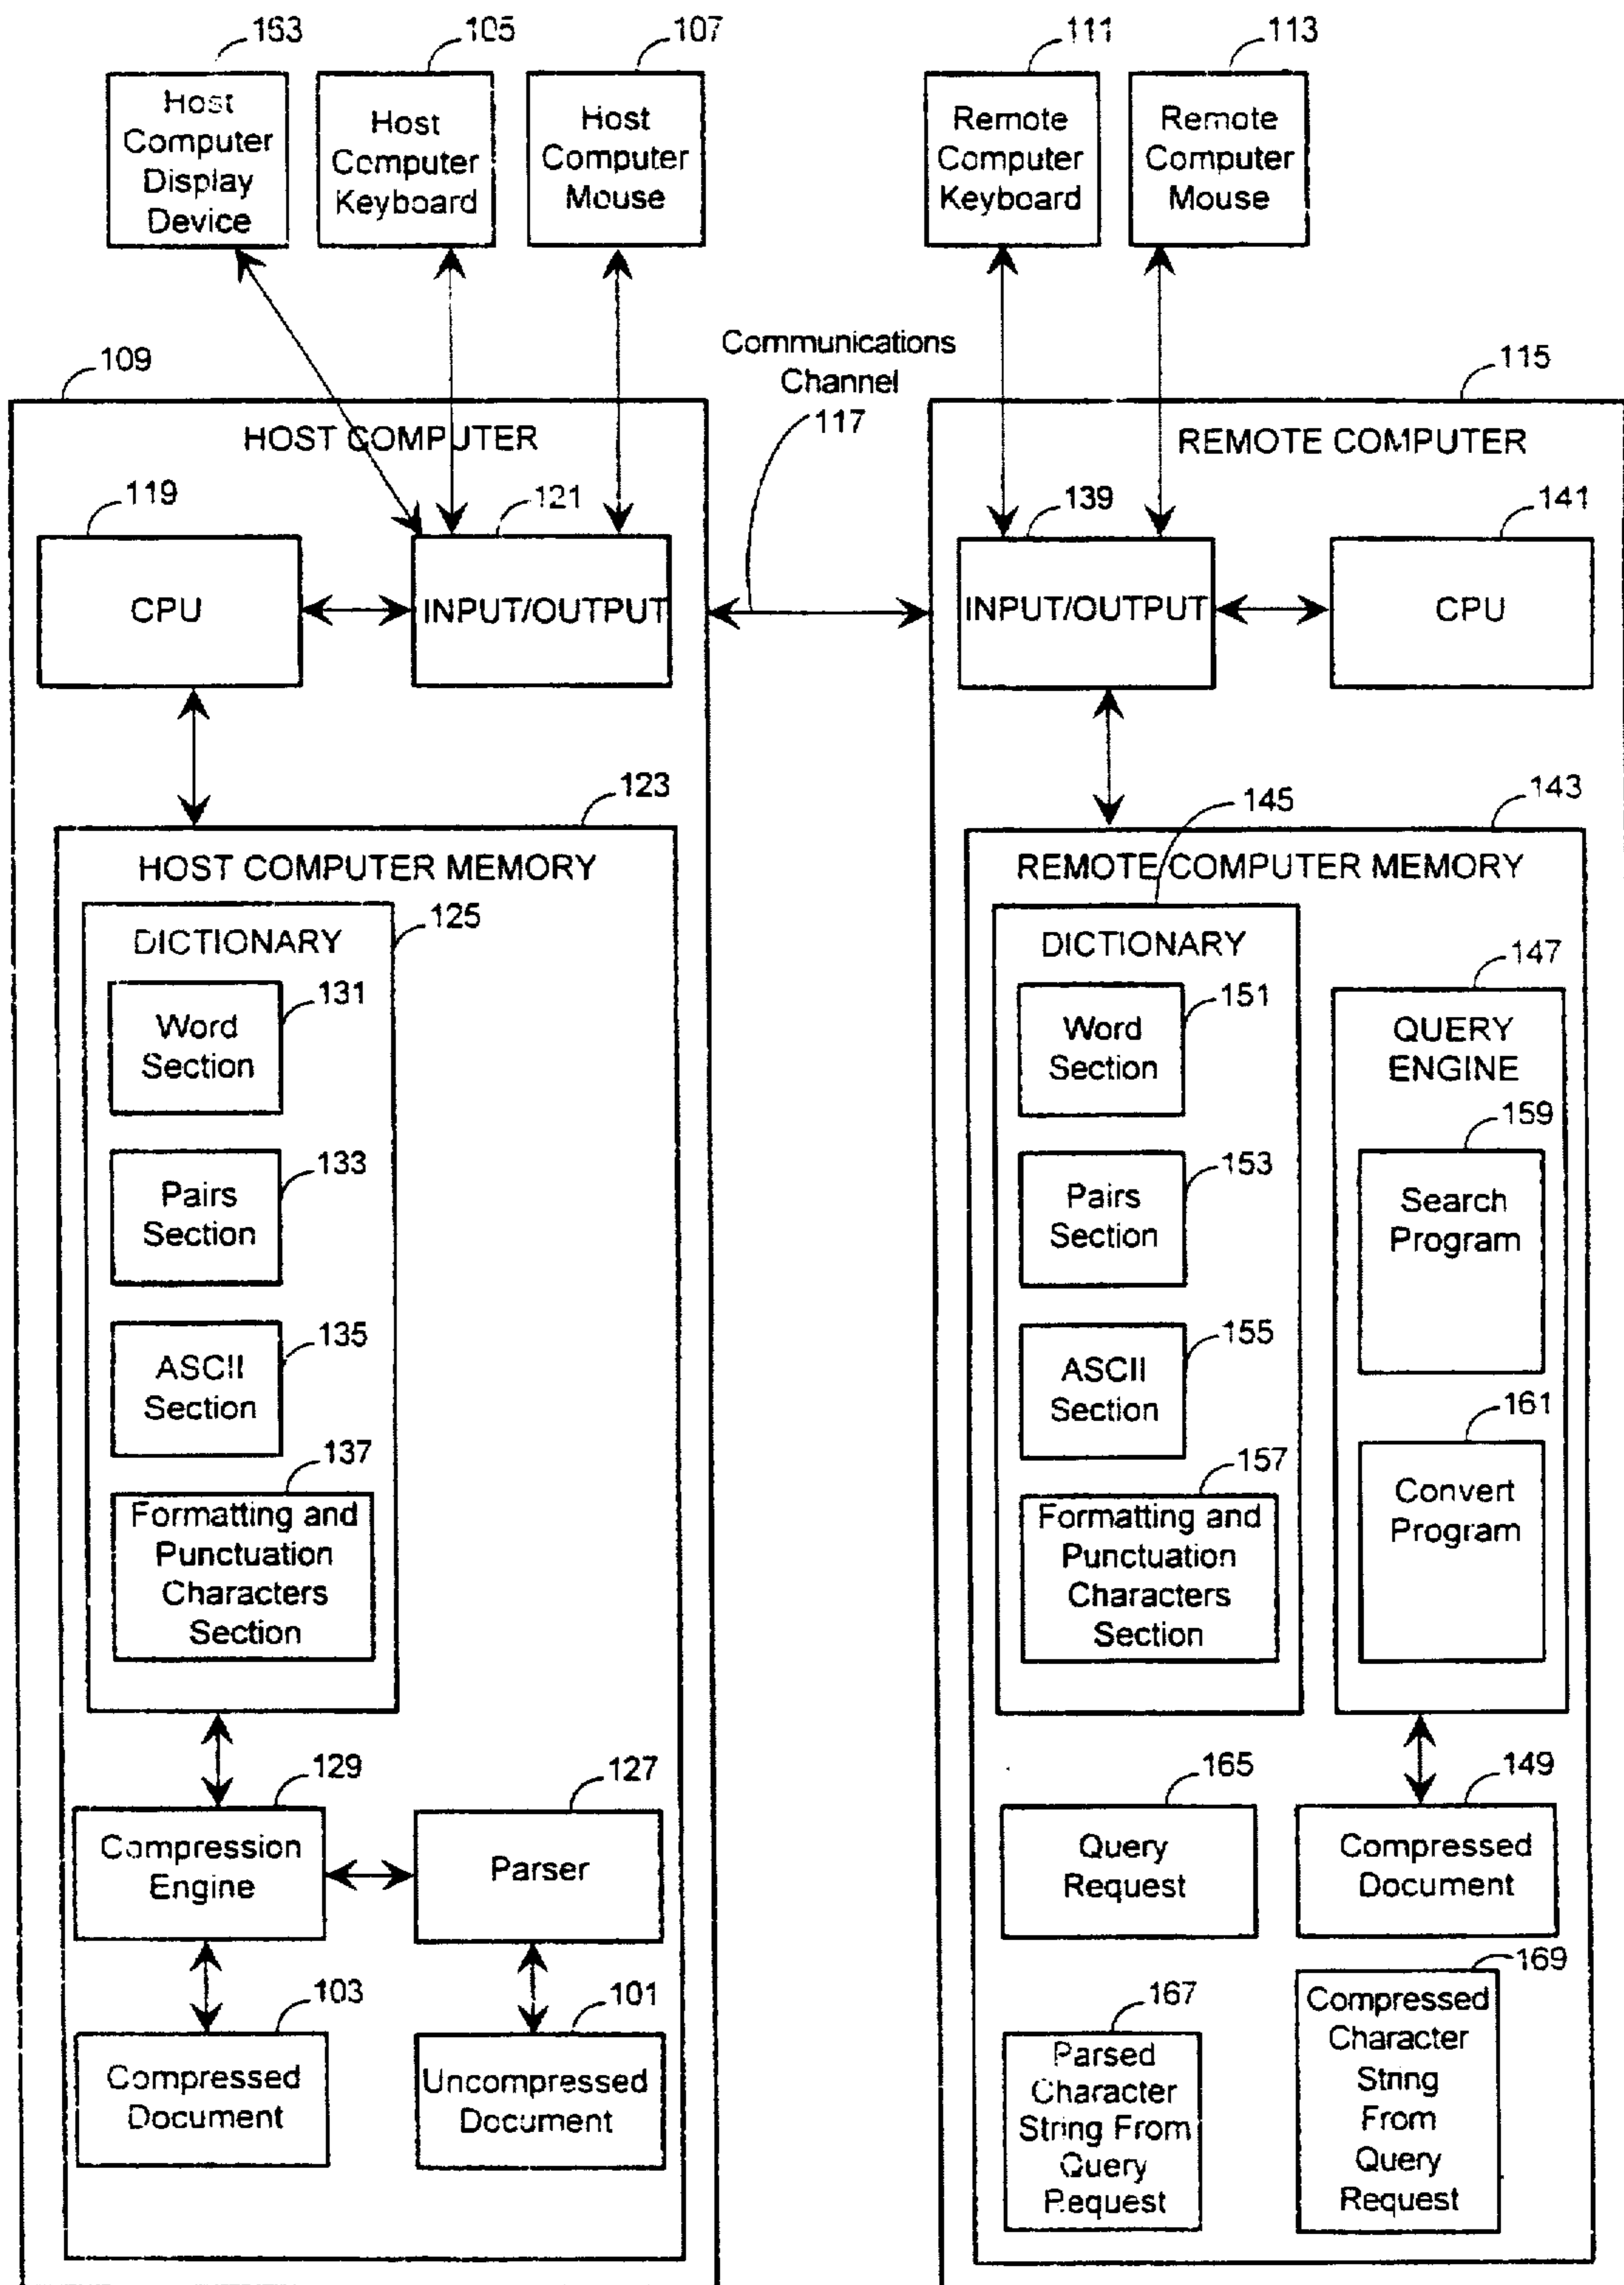 163
105
107
111
113
Host
Computer
Display
Device
Host
Computer
Keyboard
Host
Computer
Mouse
Remote
Computer
Keyboard
Remote
Computer
Mouse
Communications
Channel
117
109
HOST COMPUTER
115
REMOTE COMPUTER
119
CPU
121
INPUT/OUTPUT
139
INPUT/OUTPUT
141
CPU
123
HOST COMPUTER MEMORY
125
DICTIONARY
131
Word
Section
133
Pairs
Section
135
ASCII
Section
137
Formatting and
Punctuation
Characters
Section
129
Compression
Engine
127
Parser
103
Compressed
Document
101
Uncompressed
Document
143
REMOTE COMPUTER MEMORY
145
DICTIONARY
151
Word
Section
153
Pairs
Section
155
ASCII
Section
157
Formatting and
Punctuation
Characters
Section
147
QUERY
ENGINE
159
Search
Program
161
Convert
Program
165
Query
Request
149
Compressed
Document
167
Parsed
Character
String From
Query
Request
169
Compressed
Character
String
From
Query
Request